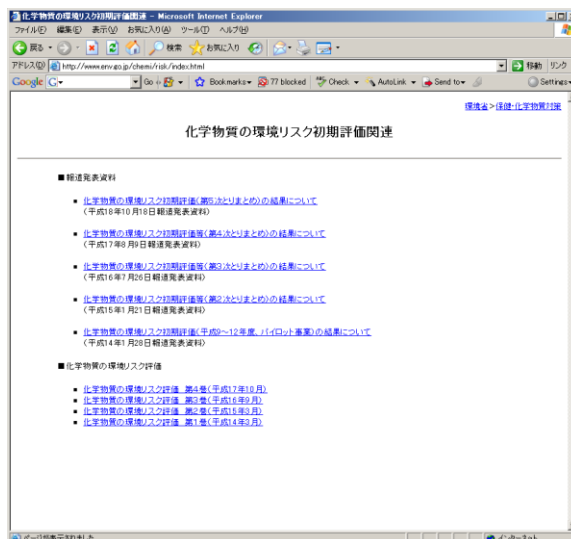 化学物質の環境リスク初期評価関連 - Microsoft Internet Explorer
ファイル(F) 編集(E) 表示(V) お気に入り(A) ツール(T) ヘルプ(H)
戻る 検索 お気に入り
アドレス(D) http://www.env.go.jp/chemi/risk/index.html 移動 リンク
Google G Go Bookmarks 77 blocked Check AutoLink Send to Settings
環境省>保健・化学物質対策
化学物質の環境リスク初期評価関連
■報道発表資料
化学物質の環境リスク初期評価(第5次とりまとめ)の結果について
(平成18年10月18日報道発表資料)
化学物質の環境リスク初期評価等(第4次とりまとめ)の結果について
(平成17年8月9日報道発表資料)
化学物質の環境リスク初期評価等(第3次とりまとめ)の結果について
(平成16年7月26日報道発表資料)
化学物質の環境リスク初期評価等(第2次とりまとめ)の結果について
(平成15年1月21日報道発表資料)
化学物質の環境リスク初期評価(平成9~12年度、パイロット事業)の結果について
(平成14年1月28日報道発表資料)
■化学物質の環境リスク評価
化学物質の環境リスク評価 第4巻(平成17年10月)
化学物質の環境リスク評価 第3巻(平成16年9月)
化学物質の環境リスク評価 第2巻(平成15年3月)
化学物質の環境リスク評価 第1巻(平成14年3月)
ページが表示されました インターネット